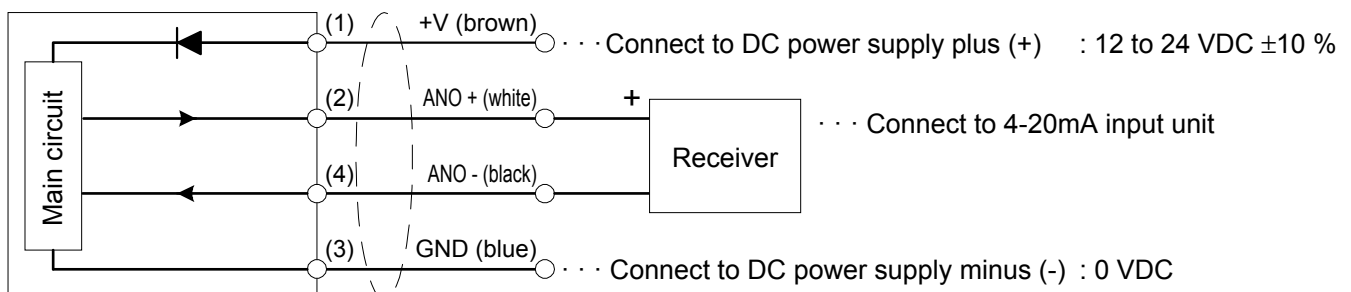 (1) +V (brown) · · · Connect to DC power supply plus (+) : 12 to 24 VDC ±10 %
(2) ANO + (white) +
· · · Connect to 4-20mA input unit
Main circuit
Receiver
(4) ANO - (black)
(3) GND (blue) · · · Connect to DC power supply minus (-) : 0 VDC